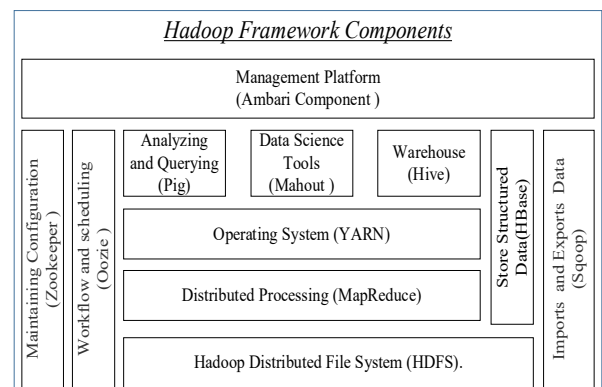 Hadoop Framework Components
Management Platform
(Ambari Component )
Maintaining Configuration
(Zookeeper )
Workflow and scheduling
(Oozie )
Analyzing
and Querying
(Pig)
Data Science
Tools
(Mahout )
Warehouse
(Hive)
Operating System (YARN)
Distributed Processing (MapReduce)
Hadoop Distributed File System (HDFS).
Store Structured
Data(HBase)
Imports and Exports Data
(Sqoop)